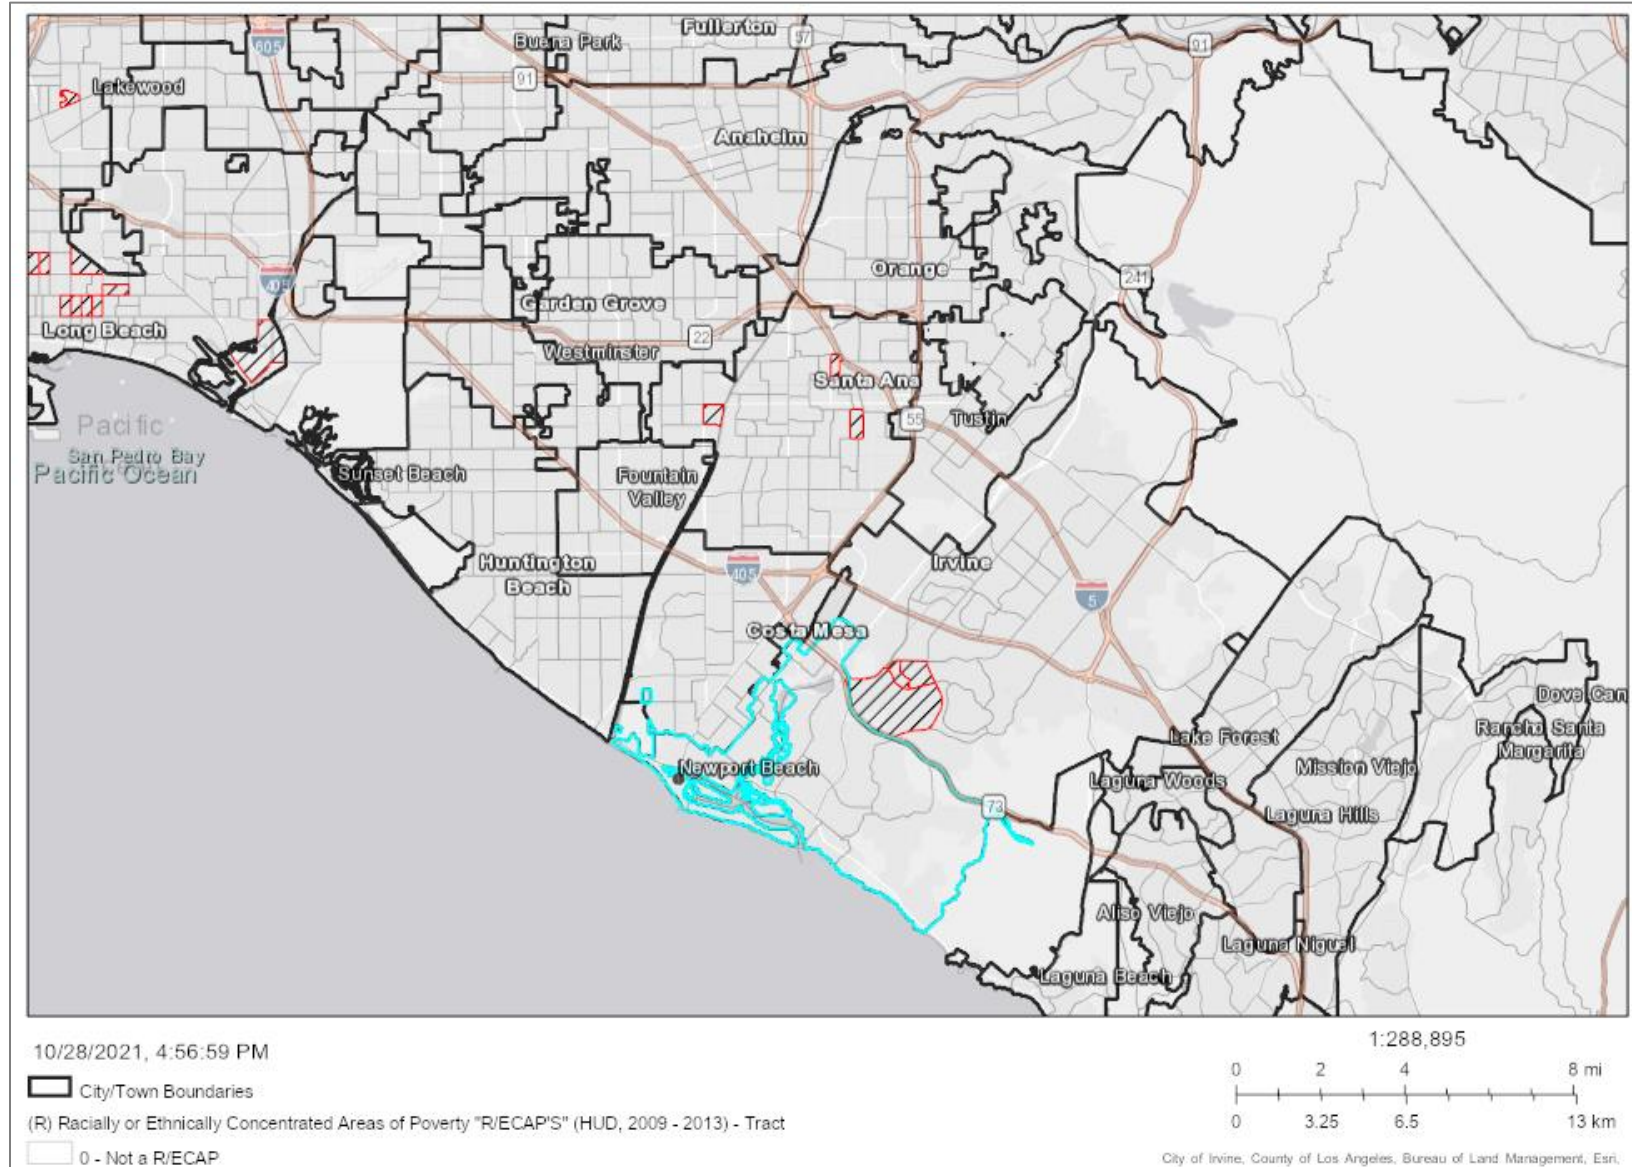 605
Buena Park
Fullerton
57
91
91
Lakewood
Anaheim
Orange
241
405
Garden Grove
22
Long Beach
Westminster
Santa Ana
55
Tustin
Pacific
San Pedro Bay
Pacific Ocean
Sunset Beach
Fountain
Valley
Huntington
Beach
405
Irvine
5
Costa Mesa
Dove Can
Rancho Santa
Margarita
Lake Forest
Newport Beach
Laguna Woods
Mission Viejo
73
Laguna Hills
Aliso Viejo
Laguna Niguel
Laguna Beach
10/28/2021, 4:56:59 PM
1:288,895
0 2 4 8 mi
0 3.25 6.5 13 km
City/Town Boundaries
(R) Racially or Ethnically Concentrated Areas of Poverty "R/ECAP'S" (HUD, 2009 - 2013) - Tract
0 - Not a R/ECAP
City of Irvine, County of Los Angeles, Bureau of Land Management, Esri,